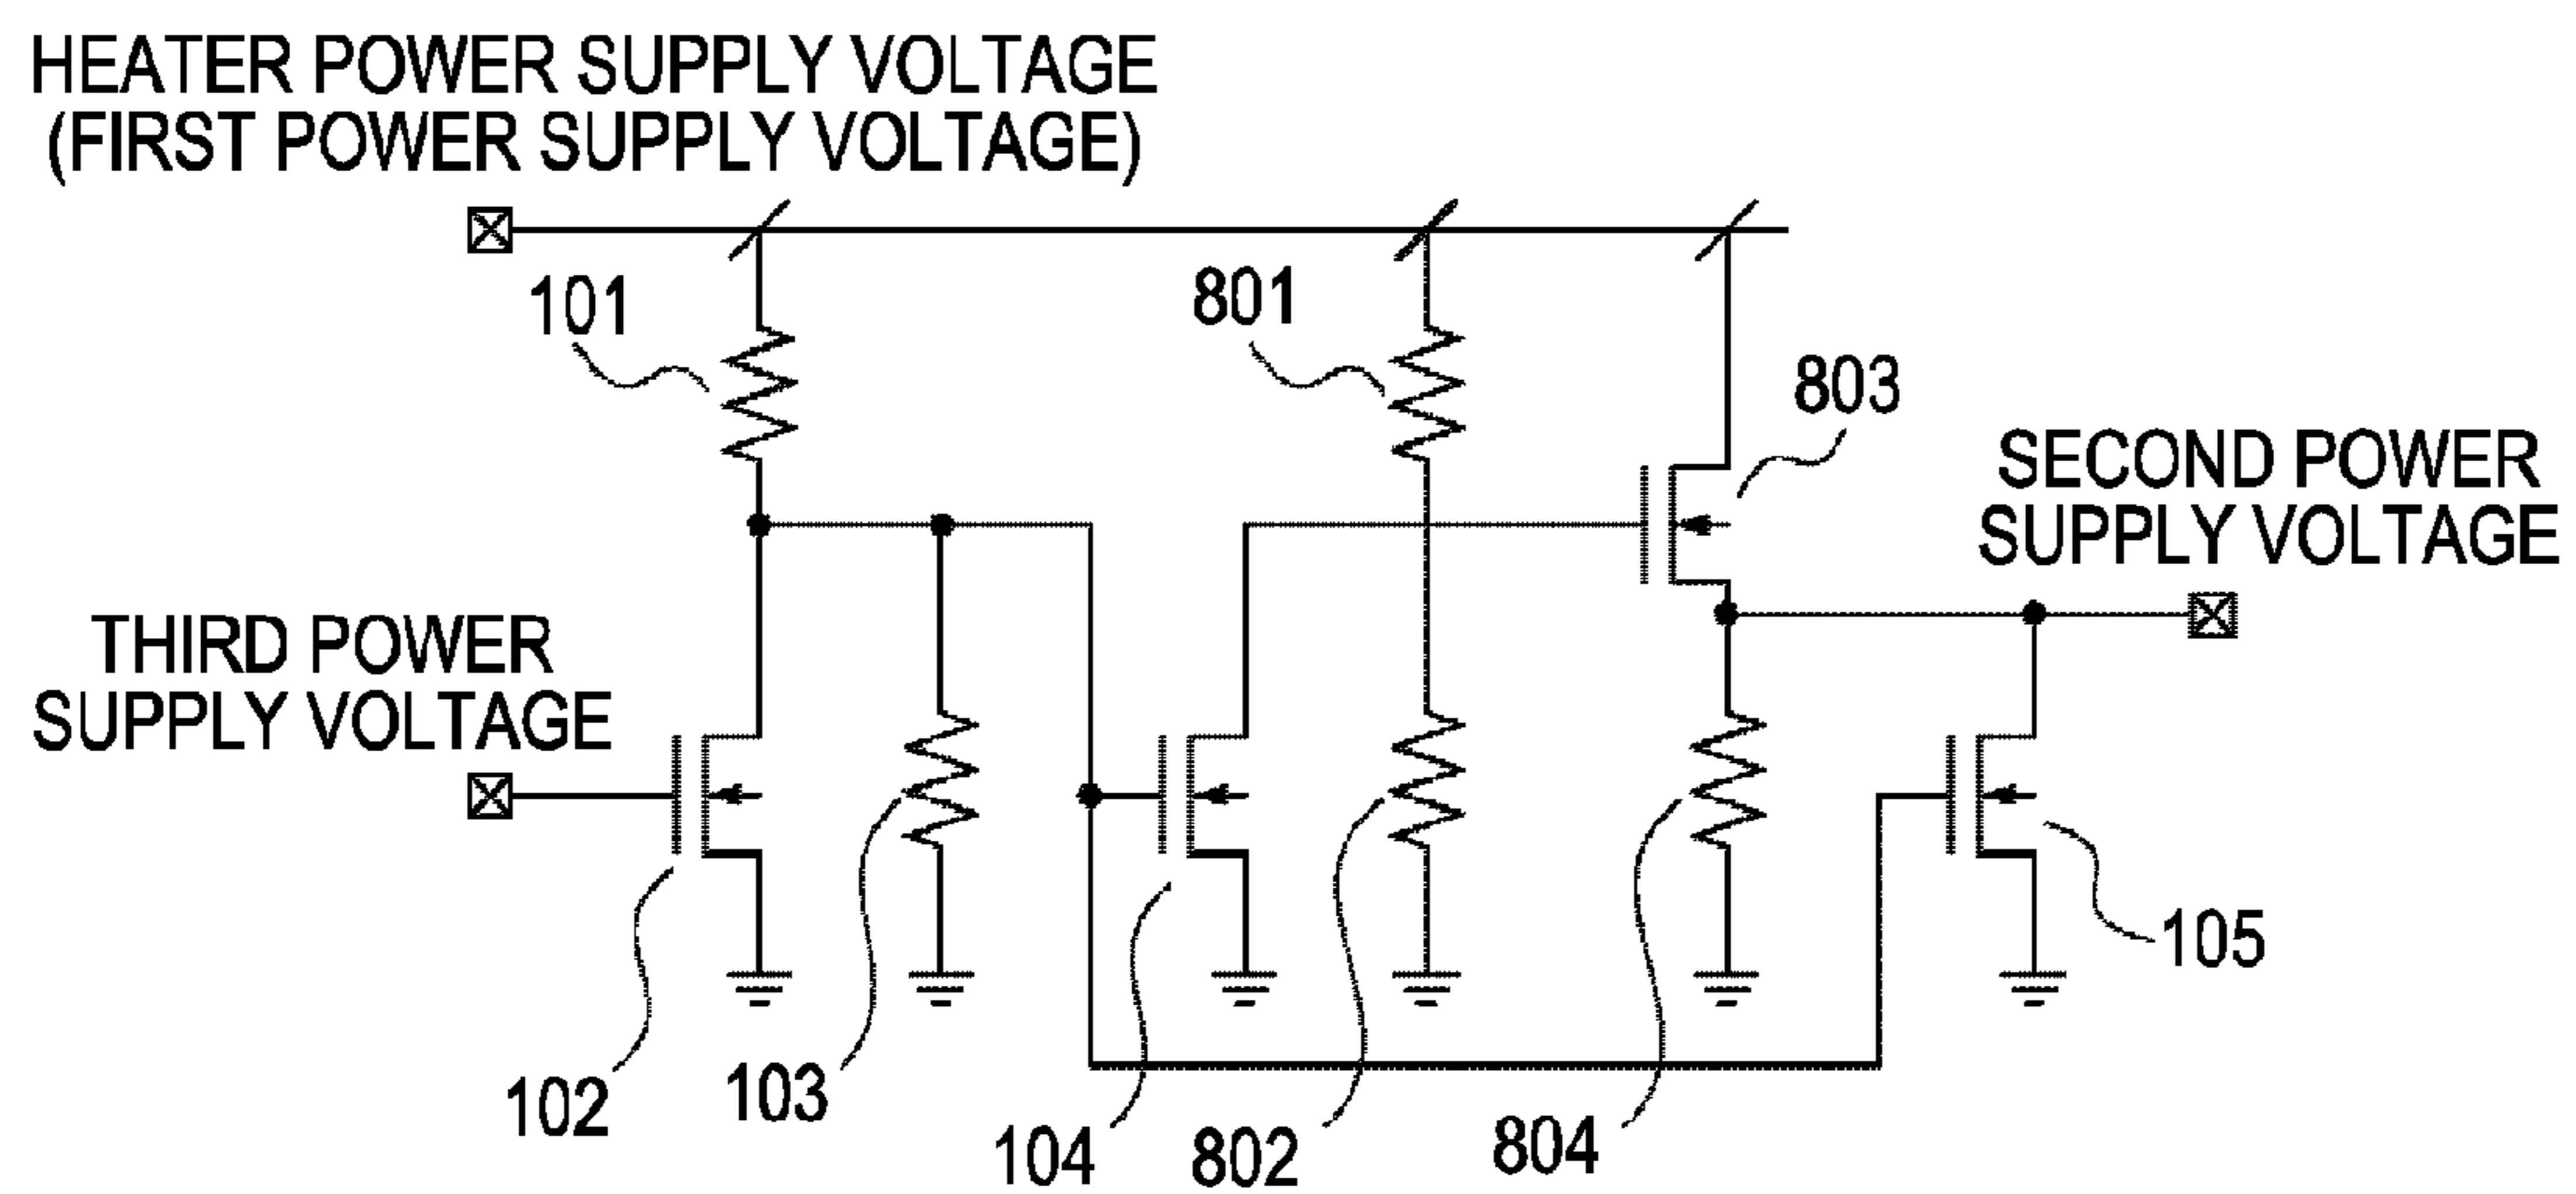 HEATER POWER SUPPLY VOLTAGE
(FIRST POWER SUPPLY VOLTAGE)
101
801
803
SECOND POWER
SUPPLY VOLTAGE
THIRD POWER
SUPPLY VOLTAGE
102
103
104
802
804
105